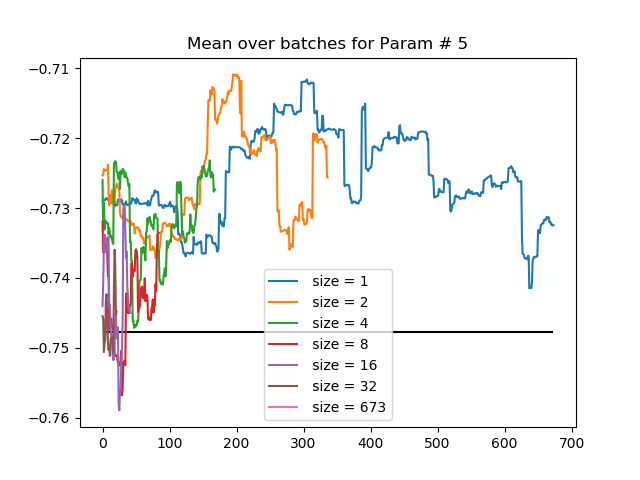 Mean over batches for Param # 5
−0.71
−0.72
−0.73
−0.74
−0.75
−0.76
size = 1
size = 2
size = 4
size = 8
size = 16
size = 32
size = 673
0 100 200 300 400 500 600 700